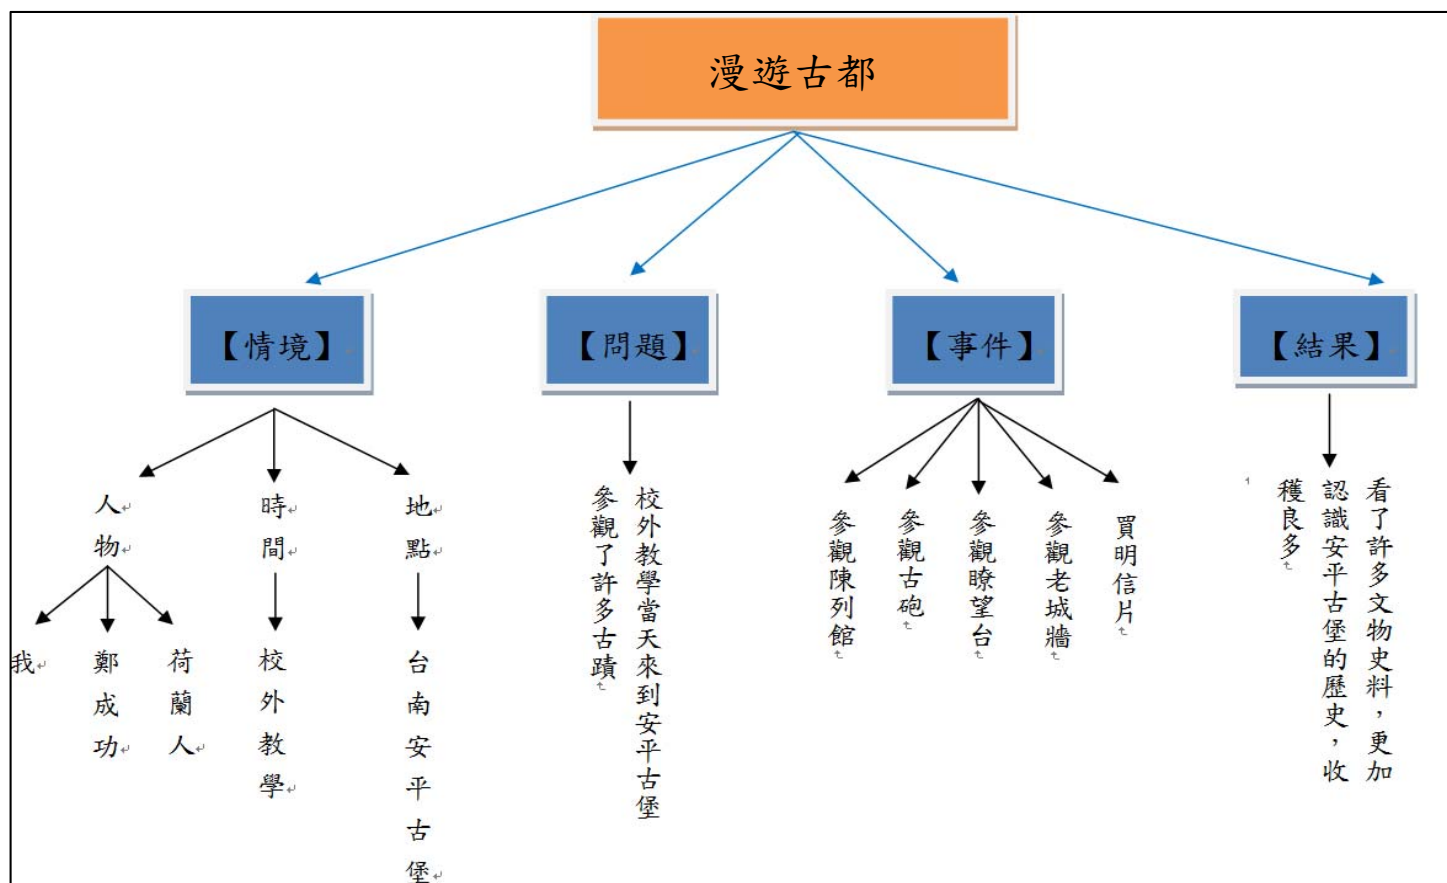 漫遊古都
【情境】
【問題】
【事件】
【結果】
人物
時間
地點
我
鄭成功
荷蘭人
校外教學
台南安平古堡
校外教學當天來到安平古堡
參觀了許多古蹟
參觀陳列館
參觀古砲
參觀瞭望台
參觀老城牆
買明信片
看了許多文物史料，更加
認識安平古堡的歷史，收
穫良多